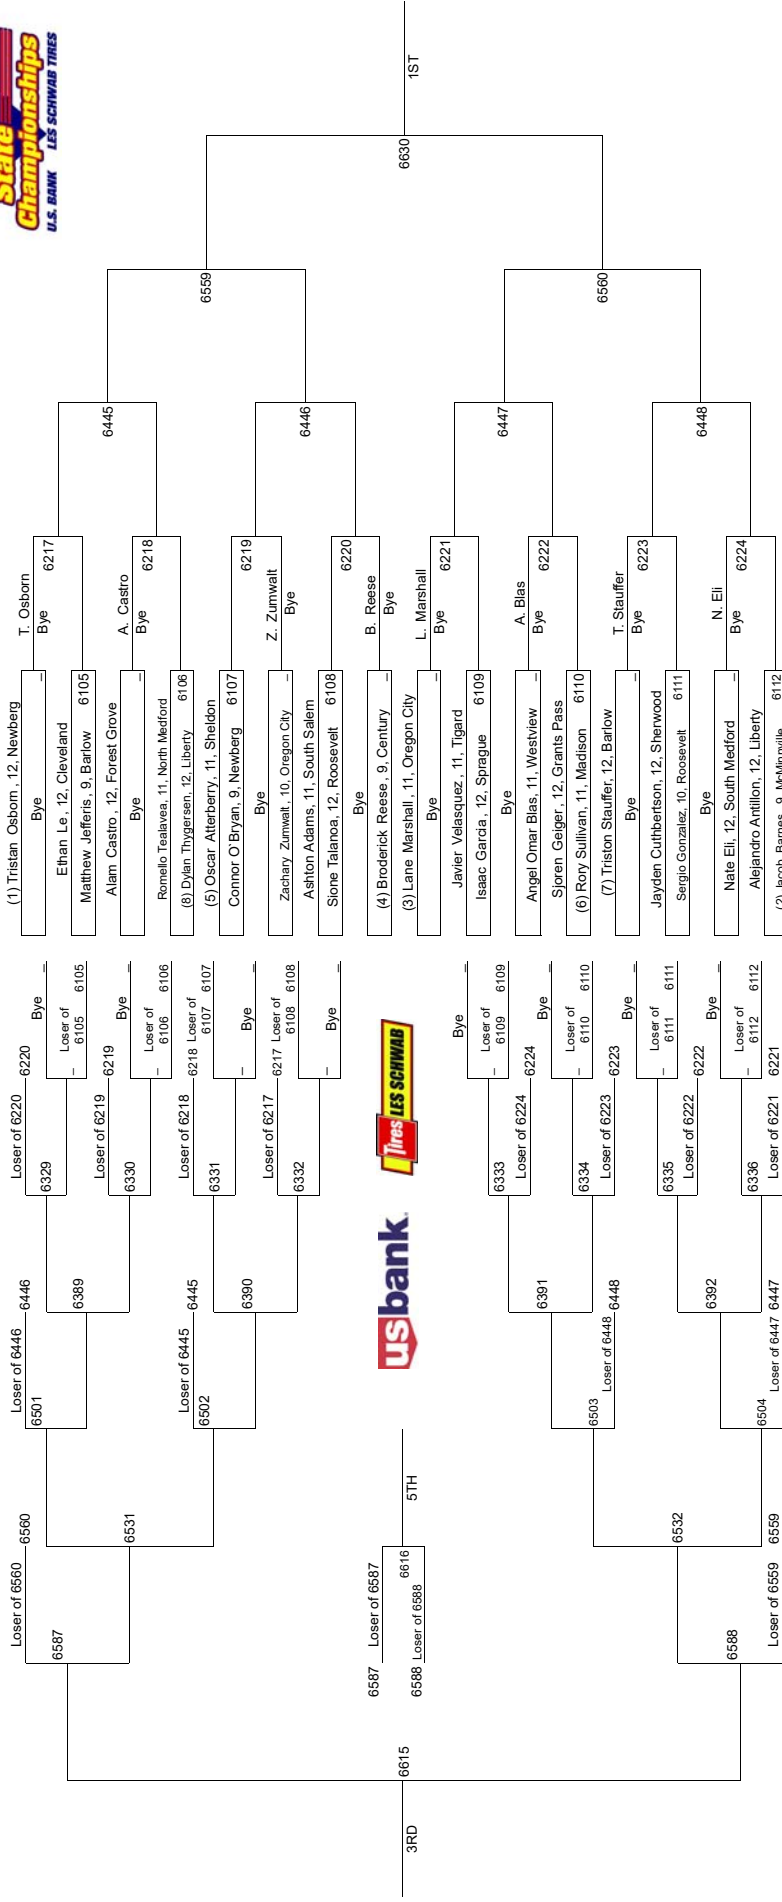 State
Championships
U.S. BANK LES SCHWAB TIRES
(1) Tristan Osborn , 12, Newberg
Bye
–
T. Osborn
Bye
6217
Ethan Le , 12, Cleveland
Matthew Jefferis , 9, Barlow
6105
6445
Alam Castro , 12, Forest Grove
Bye
–
A. Castro
Bye
6218
Romello Tealavea, 11, North Medford
(8) Dylan Thygersen, 12, Liberty
6106
6559
(5) Oscar Atterberry, 11, Sheldon
Connor O`Bryan, 9, Newberg
6107
6219
Bye
Zachary Zumwalt, 10, Oregon City
–
Z. Zumwalt
Bye
6446
Ashton Adams, 11, South Salem
Sione Talanoa, 12, Roosevelt
6108
6220
Bye
(4) Broderick Reese , 9, Century
–
B. Reese
Bye
6630
1ST
(3) Lane Marshall , 11, Oregon City
Bye
–
L. Marshall
Bye
6221
Javier Velasquez , 11, Tigard
Isaac Garcia , 12, Sprague
6109
6447
Bye
Angel Omar Blas, 11, Westview
–
A. Blas
Bye
6222
Sjoren Geiger , 12, Grants Pass
(6) Rory Sullivan, 11, Madison
6110
6560
(7) Triston Stauffer, 12, Barlow
Bye
–
T. Stauffer
Bye
6223
Jayden Cuthbertson, 12, Sherwood
Sergio Gonzalez, 10, Roosevelt
6111
6448
Bye
Nate Eli, 12, South Medford
–
N. Eli
Bye
6224
Alejandro Antillon, 12, Liberty
(2) Jacob Barnes, 9, McMinnville
6112
Loser of 6220
6220
Bye
–
Loser of
6105
6105
–
6329
Loser of 6219
6219
Bye
–
Loser of
6106
6106
–
6330
6389
Loser of 6446
6446
6501
Loser of 6218
6218
Loser of
6107
6107
Bye
–
–
6331
Loser of 6217
6217
Loser of
6108
6108
Bye
–
–
6332
6390
Loser of 6445
6445
6502
6531
Loser of 6560
6560
6587
usbank
Tires LES SCHWAB
5TH
6616
Loser of 6587
6587
Loser of 6588
6588
6615
3RD
Bye
–
Loser of
6109
6109
–
6333
Loser of 6224
6224
Bye
–
Loser of
6110
6110
–
6334
Loser of 6223
6223
6391
Loser of 6448
6448
6503
Bye
–
Loser of
6111
6111
–
6335
Loser of 6222
6222
Bye
–
Loser of
6112
6112
–
6336
Loser of 6221
6221
6392
Loser of 6447
6447
6504
6532
6588
Loser of 6559
6559